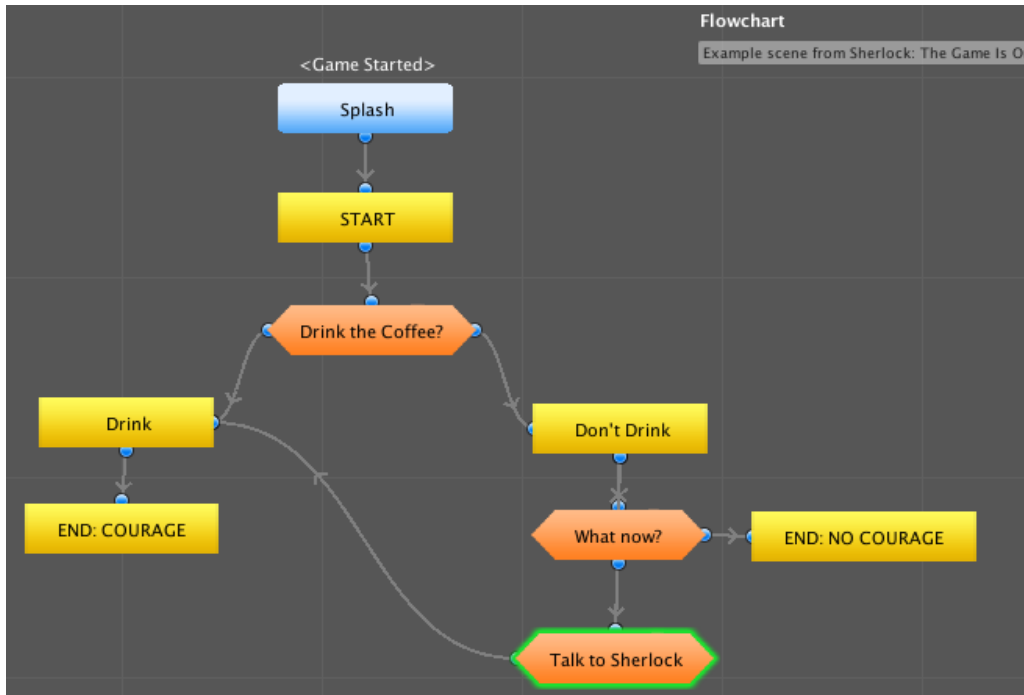 Flowchart
Example scene from Sherlock: The Game Is O
<Game Started>
Splash
START
Drink the Coffee?
Drink
Don't Drink
END: COURAGE
What now?
END: NO COURAGE
Talk to Sherlock